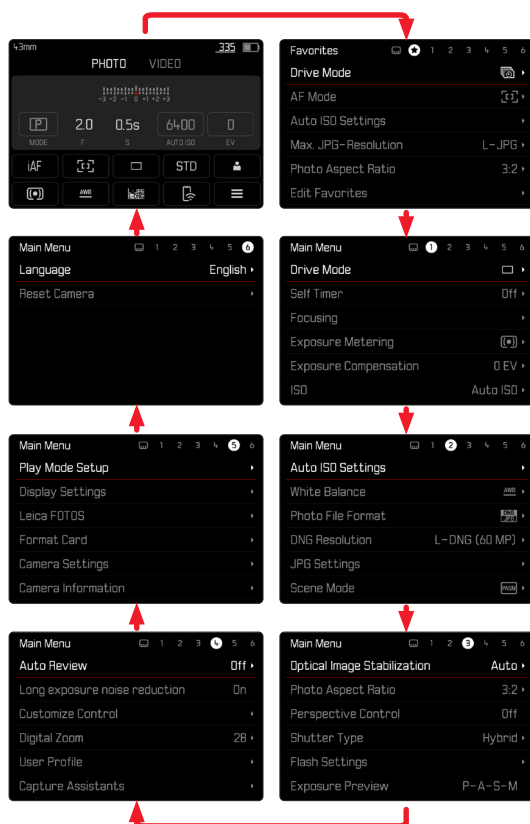 43mm 335
PHOTO VIDEO
-3 -2 -1 0 +1 +2 +3
P 2.0 0.5s 6400 0
MODE F S AUTO ISO EV
iAF STD
AWB L-JPG
Favorites 1 2 3 4 5 6
Drive Mode
AF Mode
Auto ISO Settings
Max. JPG-Resolution L-JPG
Photo Aspect Ratio 3:2
Edit Favorites
Main Menu 1 2 3 4 5 6
Language English
Reset Camera
Main Menu 1 2 3 4 5 6
Drive Mode
Self Timer Off
Focusing
Exposure Metering
Exposure Compensation 0 EV
ISO Auto ISO
Main Menu 1 2 3 4 5 6
Play Mode Setup
Display Settings
Leica FOTOS
Format Card
Camera Settings
Camera Information
Main Menu 1 2 3 4 5 6
Auto ISO Settings
White Balance AWB
Photo File Format DNG JPG
DNG Resolution L-DNG (60 MP)
JPG Settings
Scene Mode PASM
Main Menu 1 2 3 4 5 6
Auto Review Off
Long exposure noise reduction On
Customize Control
Digital Zoom 28
User Profile
Capture Assistants
Main Menu 1 2 3 4 5 6
Optical Image Stabilization Auto
Photo Aspect Ratio 3:2
Perspective Control Off
Shutter Type Hybrid
Flash Settings
Exposure Preview P-A-S-M